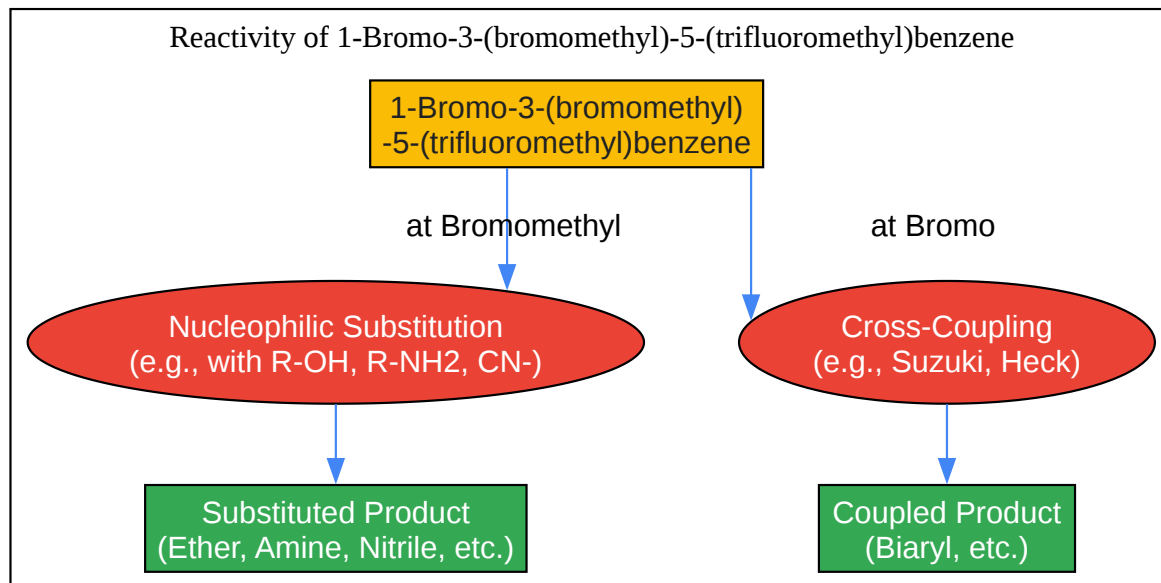 Reactivity of 1-Bromo-3-(bromomethyl)-5-(trifluoromethyl)benzene
1-Bromo-3-(bromomethyl)
-5-(trifluoromethyl)benzene
at Bromomethyl
at Bromo
Nucleophilic Substitution
(e.g., with R-OH, R-NH2, CN-)
Cross-Coupling
(e.g., Suzuki, Heck)
Substituted Product
(Ether, Amine, Nitrile, etc.)
Coupled Product
(Biaryl, etc.)